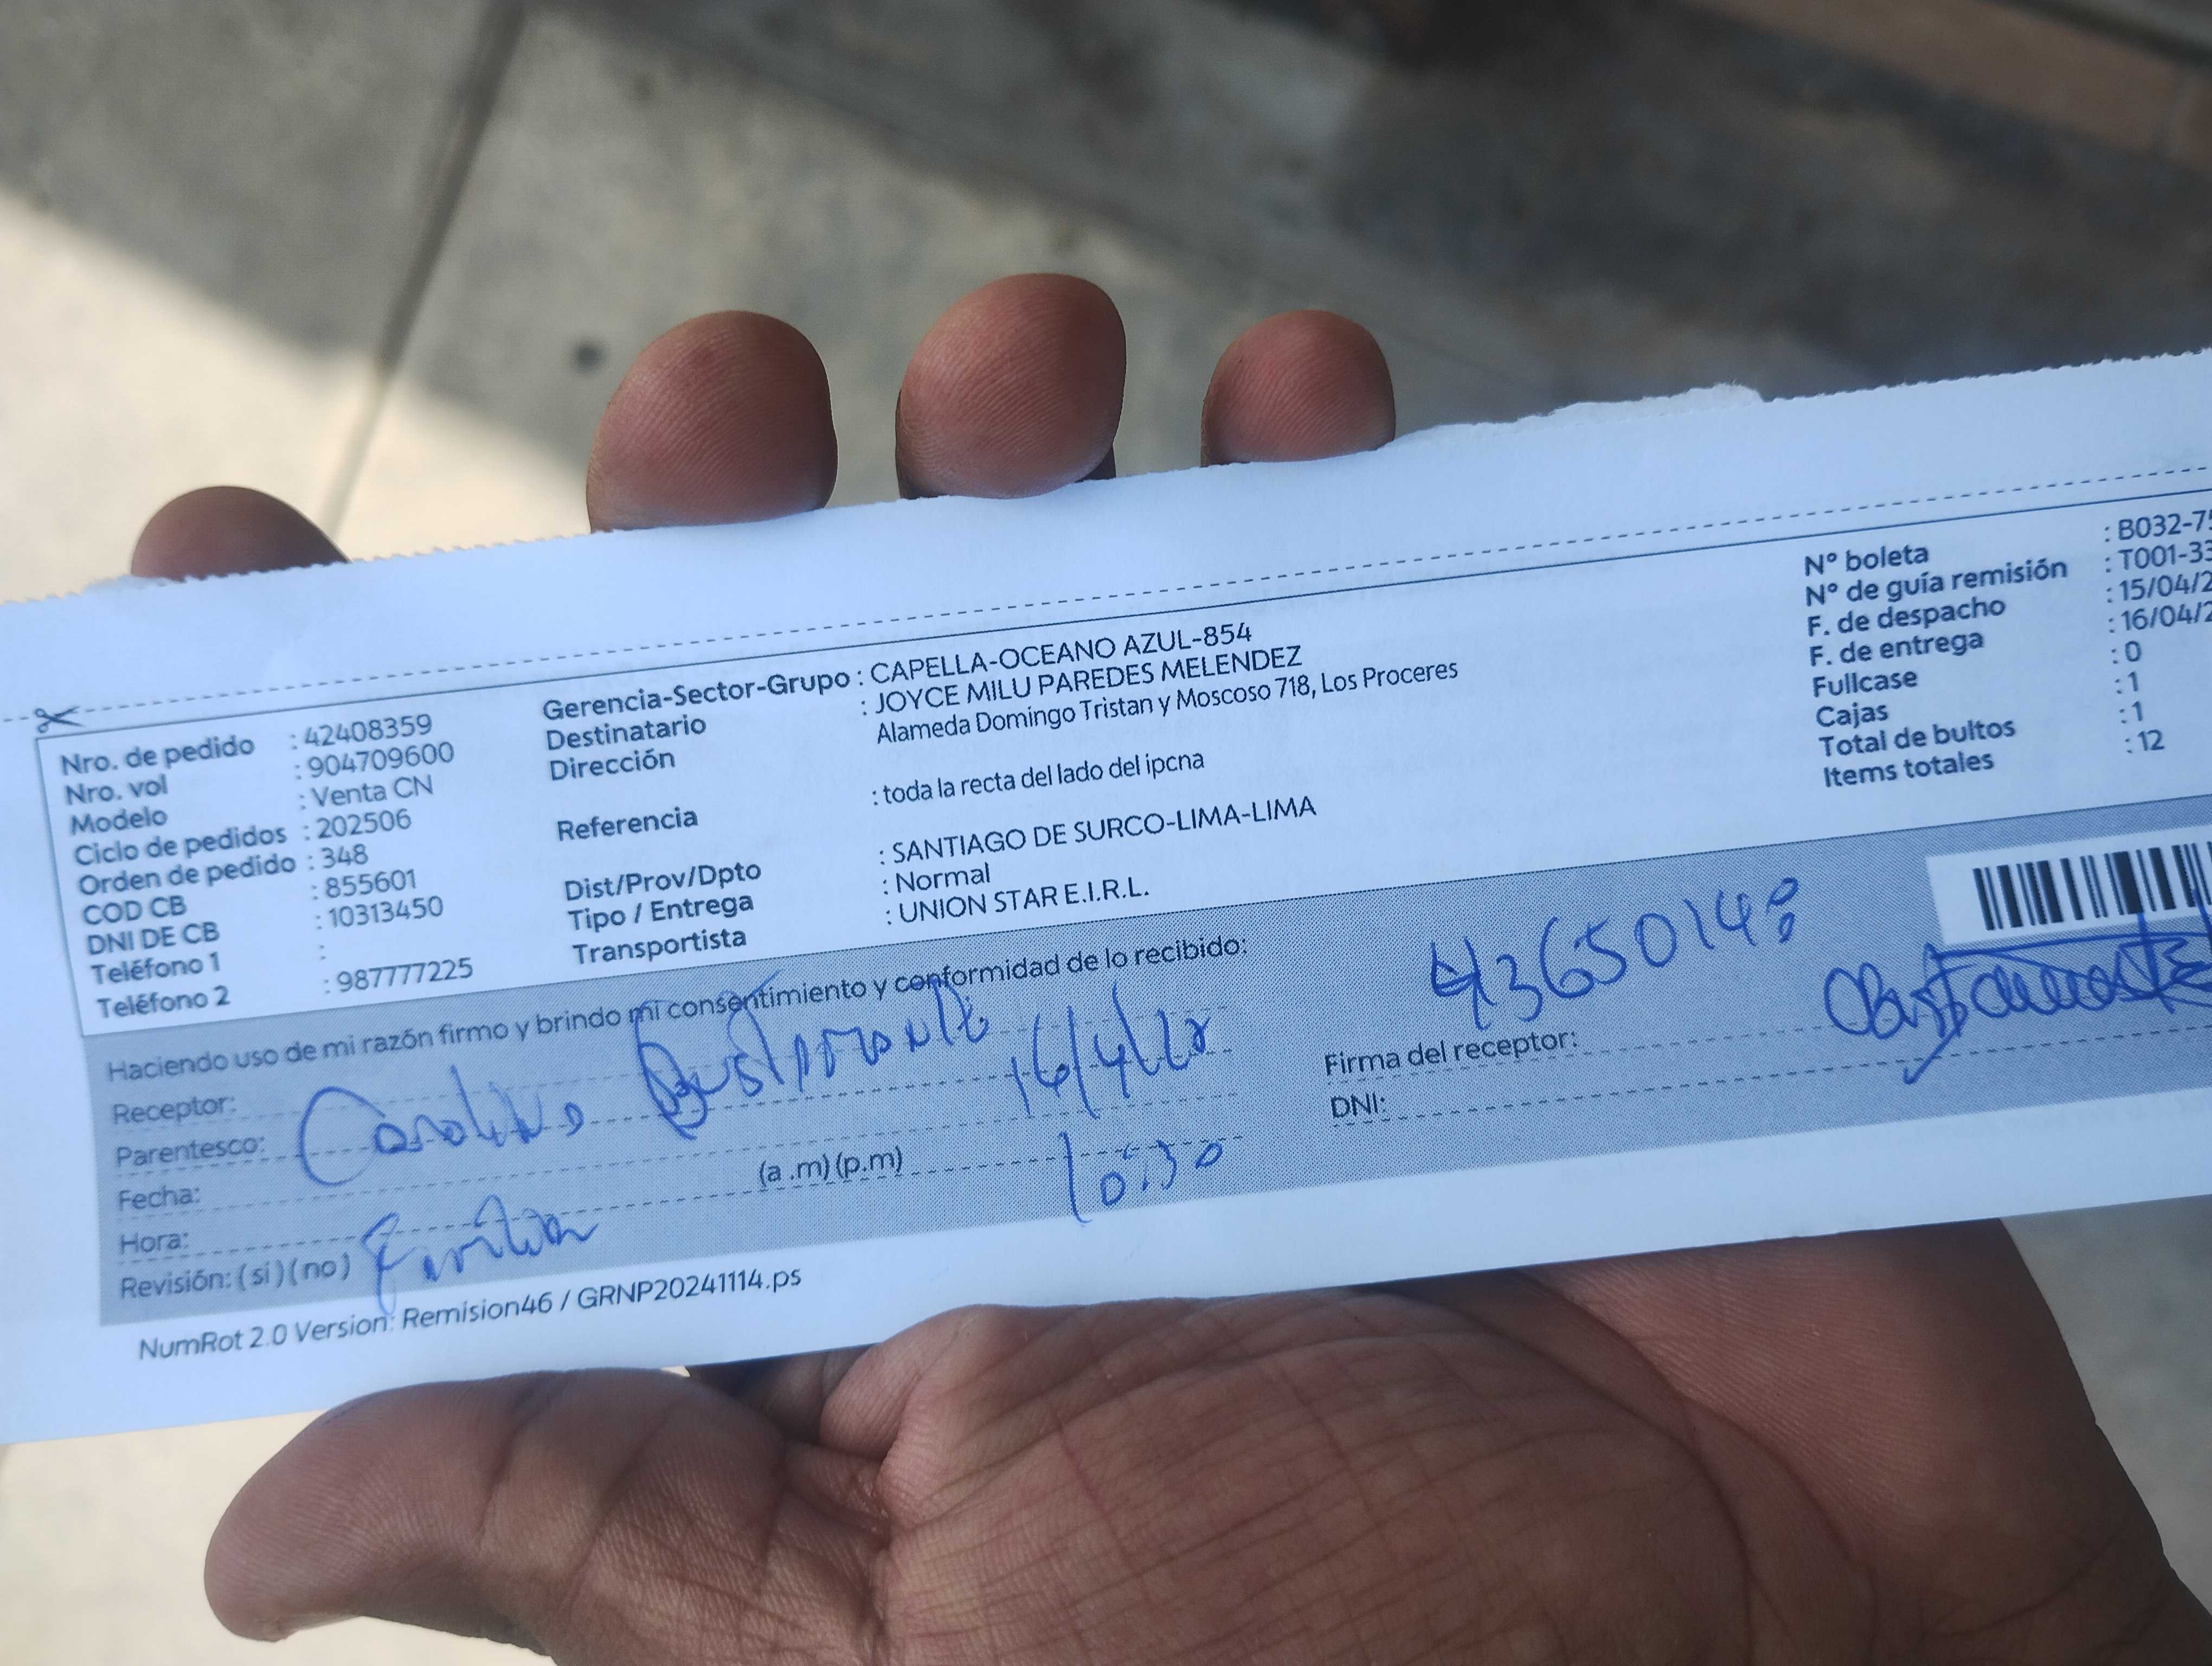 Nro. de pedido : 42408359
Nro. vol : 904709600
Modelo : Venta CN
Ciclo de pedidos : 202506
Orden de pedido : 348
COD CB : 855601
DNI DE CB : 10313450
Teléfono 1 :
Teléfono 2 : 987777225
Gerencia-Sector-Grupo : CAPELLA-OCEANO AZUL-854
Destinatario : JOYCE MILU PAREDES MELENDEZ
Dirección Alameda Domingo Tristan y Moscoso 718, Los Proceres
Referencia : toda la recta del lado del ipcna
Dist/Prov/Dpto : SANTIAGO DE SURCO-LIMA-LIMA
Tipo / Entrega : Normal
Transportista : UNION STAR E.I.R.L.
Nº boleta : B032-75
Nº de guía remisión : T001-33
F. de despacho : 15/04/2
F. de entrega : 16/04/2
Fullcase : 0
Cajas : 1
Total de bultos : 1
Items totales : 12
Haciendo uso de mi razón firmo y brindo mi consentimiento y conformidad de lo recibido:
Receptor:
Parentesco: Carolina
Fecha: 16/4/
Hora: (a .m) (p.m) 10:30
Revisión: ( si ) ( no )
43650148
Firma del receptor:
DNI:
NumRot 2.0 Version: Remision46 / GRNP20241114.ps